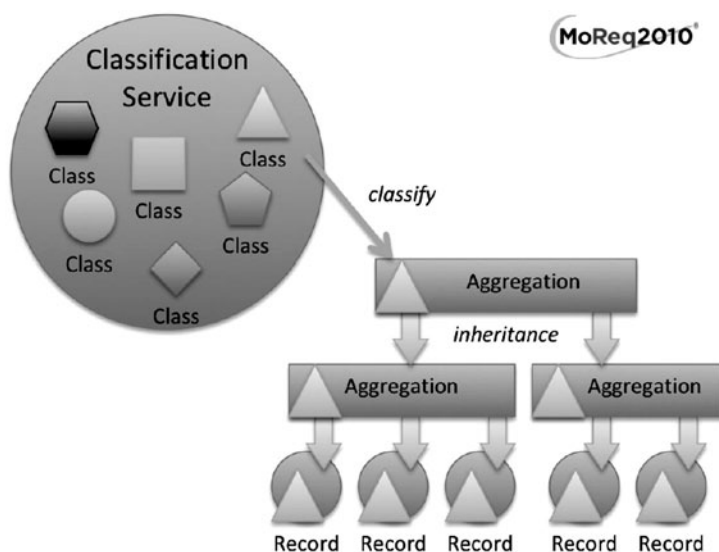 MoReq2010®
Classification
Service
Class
Class
Class
Class
Class
Class
classify
Aggregation
inheritance
Aggregation
Aggregation
Record
Record
Record
Record
Record